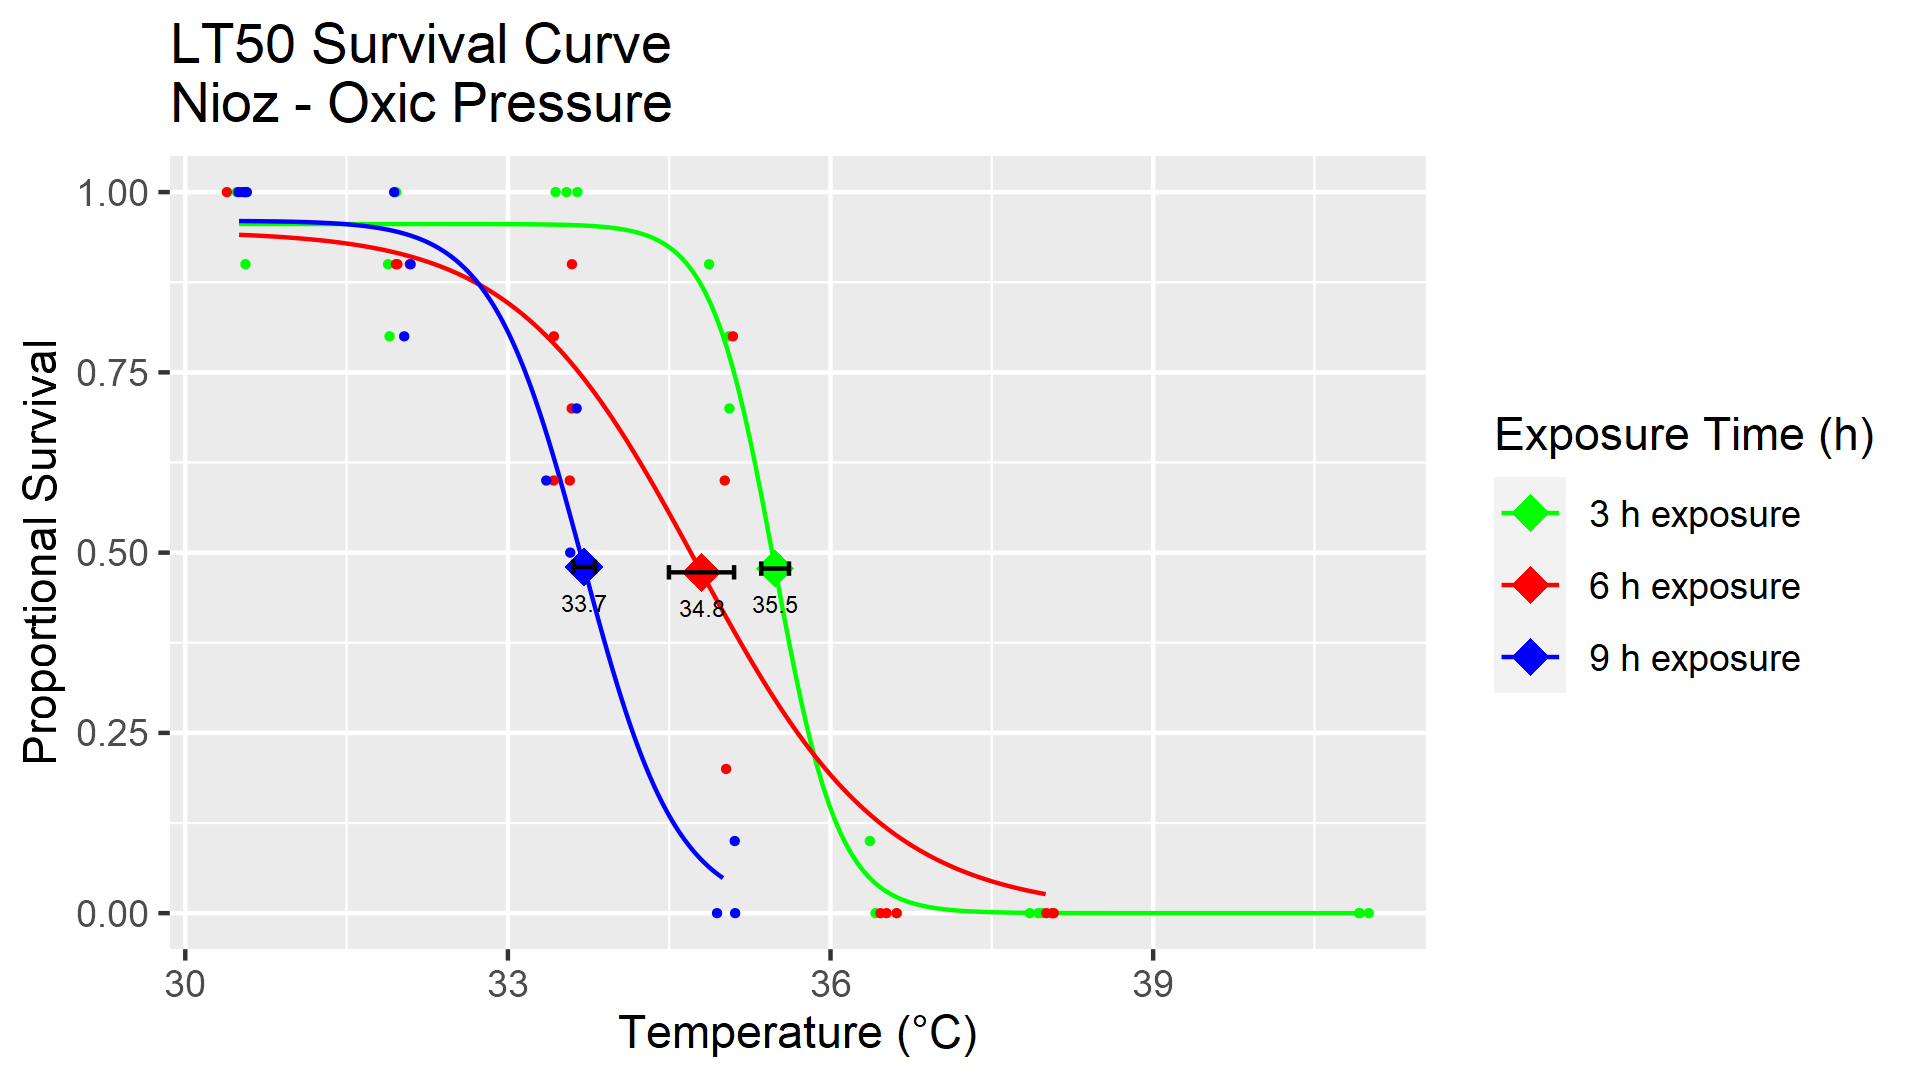 LT50 Survival Curve
Nioz - Oxic Pressure
Proportional Survival
1.00
0.75
0.50
0.25
0.00
33.7
34.8
35.5
30
33
36
39
Temperature (°C)
Exposure Time (h)
3 h exposure
6 h exposure
9 h exposure